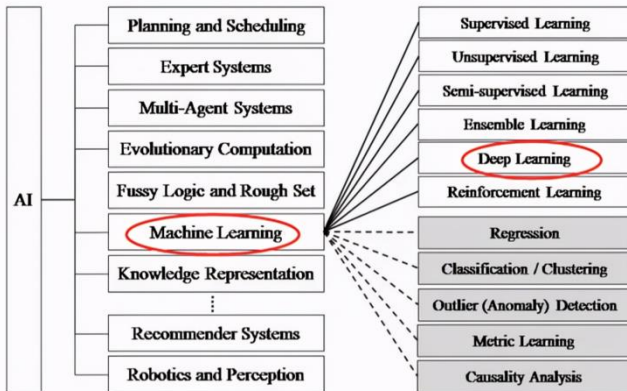 AI
Planning and Scheduling
Expert Systems
Multi-Agent Systems
Evolutionary Computation
Fussy Logic and Rough Set
Machine Learning
Knowledge Representation
Recommender Systems
Robotics and Perception
Supervised Learning
Unsupervised Learning
Semi-supervised Learning
Ensemble Learning
Deep Learning
Reinforcement Learning
Regression
Classification / Clustering
Outlier (Anomaly) Detection
Metric Learning
Causality Analysis